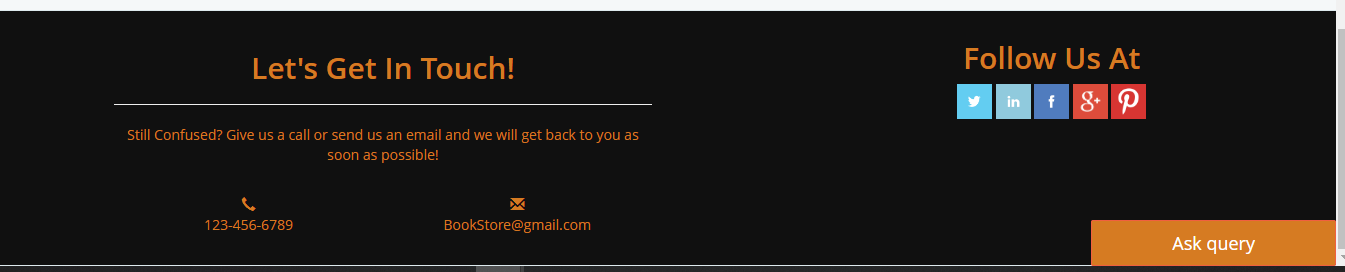 Let's Get In Touch!
Still Confused? Give us a call or send us an email and we will get back to you as
soon as possible!
123-456-6789
BookStore@gmail.com
Follow Us At
in f g+
Ask query